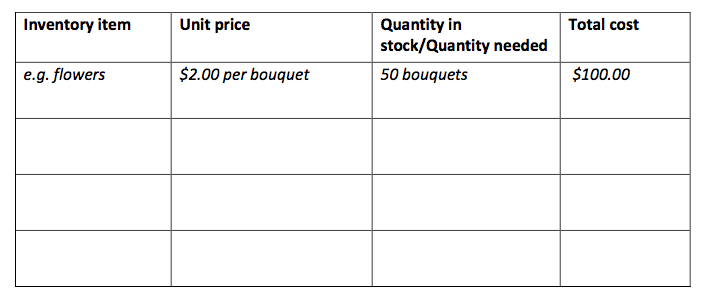 Inventory item
Unit price
Quantity in
stock/Quantity needed
Total cost
e.g. flowers
$2.00 per bouquet
50 bouquets
$100.00